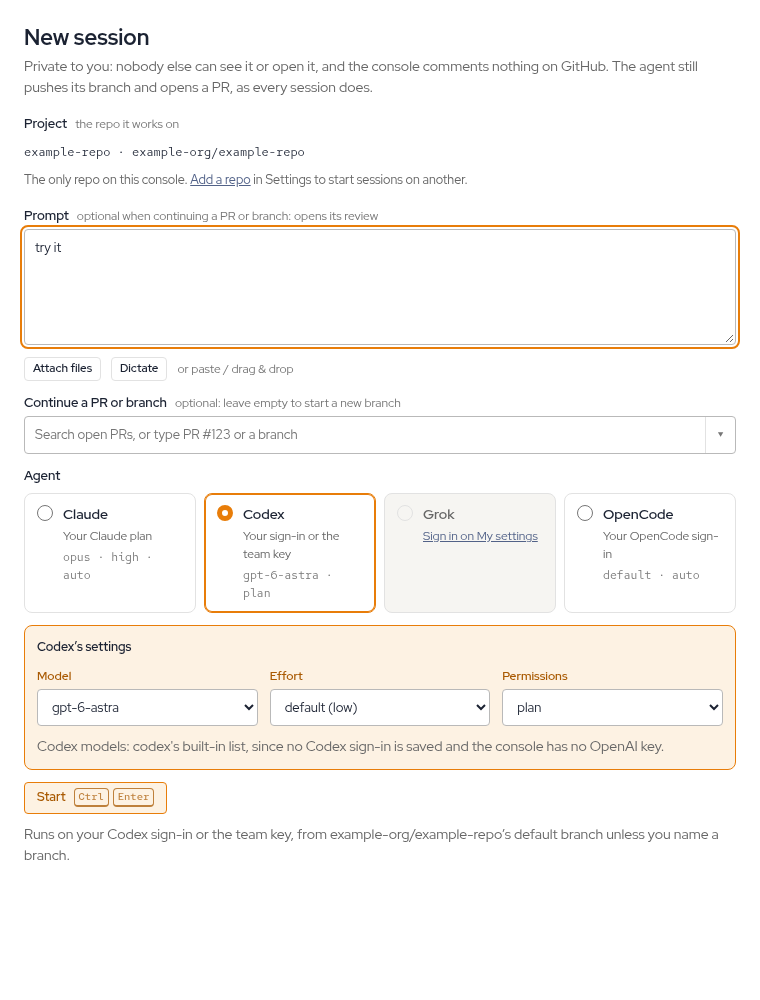 New session
Private to you: nobody else can see it or open it, and the console comments nothing on GitHub. The agent still
pushes its branch and opens a PR, as every session does.
Project the repo it works on
example-repo · example-org/example-repo
The only repo on this console. Add a repo in Settings to start sessions on another.
Prompt optional when continuing a PR or branch: opens its review
try it
Attach files Dictate or paste / drag & drop
Continue a PR or branch optional: leave empty to start a new branch
Search open PRs, or type PR #123 or a branch
Agent
Claude
Your Claude plan
opus · high ·
auto
Codex
Your sign-in or the
team key
gpt-6-astra ·
plan
Grok
Sign in on My settings
OpenCode
Your OpenCode sign-
in
default · auto
Codex's settings
Model Effort Permissions
gpt-6-astra default (low) plan
Codex models: codex's built-in list, since no Codex sign-in is saved and the console has no OpenAI key.
Start Ctrl Enter
Runs on your Codex sign-in or the team key, from example-org/example-repo's default branch unless you name a
branch.